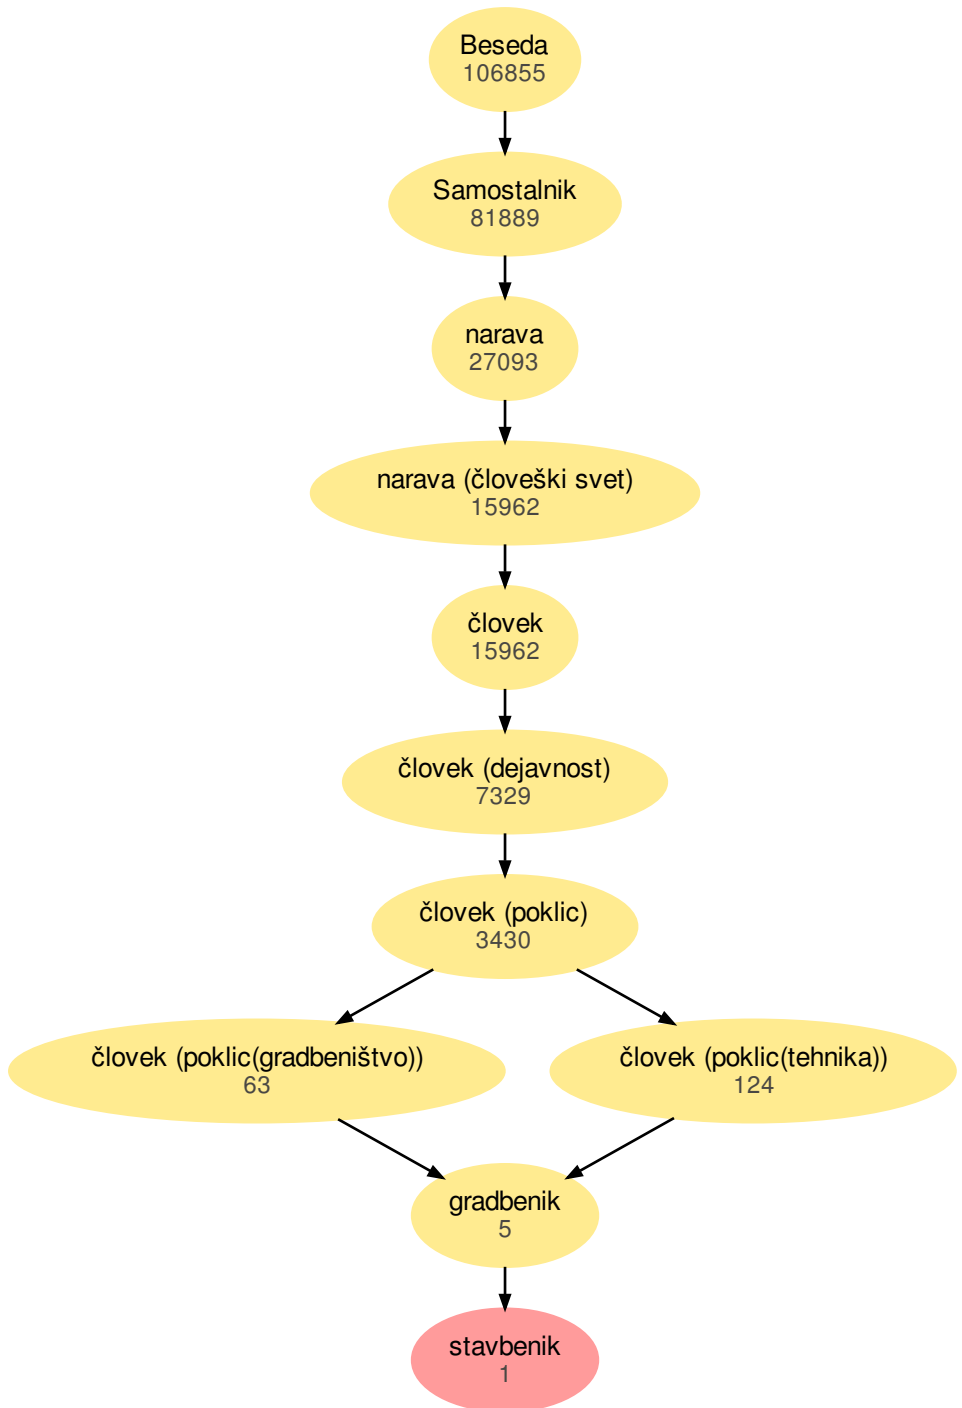 Beseda
106855
Samostalnik
81889
narava
27093
narava (človeški svet)
15962
človek
15962
človek (dejavnost)
7329
človek (poklic)
3430
človek (poklic(gradbeništvo))
63
človek (poklic(tehnika))
124
gradbenik
5
stavbenik
1